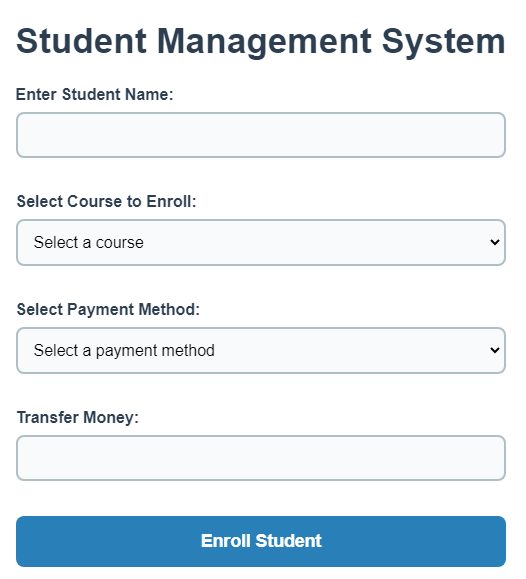 Student Management System
Enter Student Name:
Select Course to Enroll:
Select a course
Select Payment Method:
Select a payment method
Transfer Money:
Enroll Student